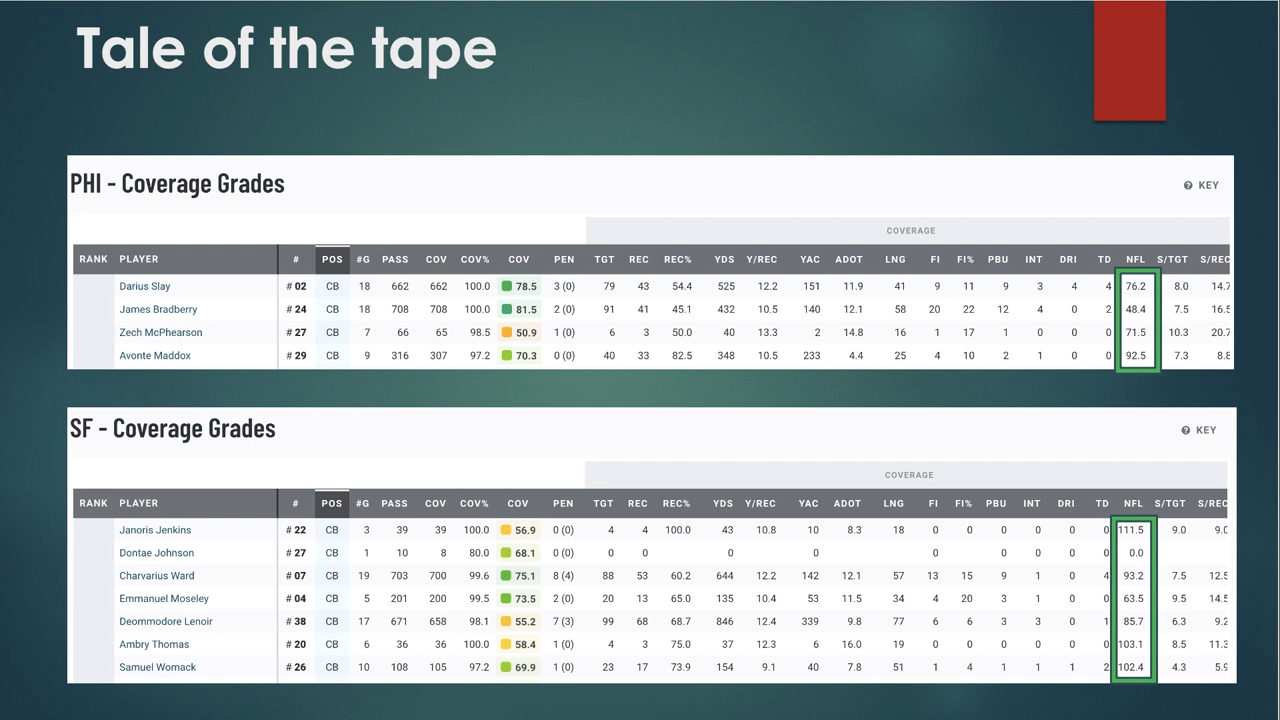 Tale of the tape
PHI - Coverage Grades
? KEY
COVERAGE
RANK PLAYER # POS #G PASS COV COV% COV PEN TGT REC REC% YDS Y/REC YAC ADOT LNG FI FI% PBU INT DRI TD NFL S/TGT S/REC
Darius Slay # 02 CB 18 662 662 100.0 78.5 3 (0) 79 43 54.4 525 12.2 151 11.9 41 9 11 9 3 4 4 76.2 8.0 14.7
James Bradberry # 24 CB 18 708 708 100.0 81.5 2 (0) 91 41 45.1 432 10.5 140 12.1 58 20 22 12 4 0 2 48.4 7.5 16.5
Zech McPhearson # 27 CB 7 66 65 98.5 50.9 1 (0) 6 3 50.0 40 13.3 2 14.8 16 1 17 1 0 0 0 71.5 10.3 20.7
Avonte Maddox # 29 CB 9 316 307 97.2 70.3 0 (0) 40 33 82.5 348 10.5 233 4.4 25 4 10 2 1 0 0 92.5 7.3 8.8
SF - Coverage Grades
? KEY
COVERAGE
RANK PLAYER # POS #G PASS COV COV% COV PEN TGT REC REC% YDS Y/REC YAC ADOT LNG FI FI% PBU INT DRI TD NFL S/TGT S/REC
Janoris Jenkins # 22 CB 3 39 39 100.0 56.9 0 (0) 4 4 100.0 43 10.8 10 8.3 18 0 0 0 0 0 0 111.5 9.0 9.0
Dontae Johnson # 27 CB 1 10 8 80.0 68.1 0 (0) 0 0 0 0 0 0 0 0 0 0.0
Charvarius Ward # 07 CB 19 703 700 99.6 75.1 8 (4) 88 53 60.2 644 12.2 142 12.1 57 13 15 9 1 0 4 93.2 7.5 12.5
Emmanuel Moseley # 04 CB 5 201 200 99.5 73.5 2 (0) 20 13 65.0 135 10.4 53 11.5 34 4 20 3 1 0 0 63.5 9.5 14.5
Deommodore Lenoir # 38 CB 17 671 658 98.1 55.2 7 (3) 99 68 68.7 846 12.4 339 9.8 77 6 6 3 3 0 1 85.7 6.3 9.2
Ambry Thomas # 20 CB 6 36 36 100.0 58.4 1 (0) 4 3 75.0 37 12.3 6 16.0 19 0 0 0 0 0 0 103.1 8.5 11.3
Samuel Womack # 26 CB 10 108 105 97.2 69.9 1 (0) 23 17 73.9 154 9.1 40 7.8 51 1 4 1 1 1 2 102.4 4.3 5.9